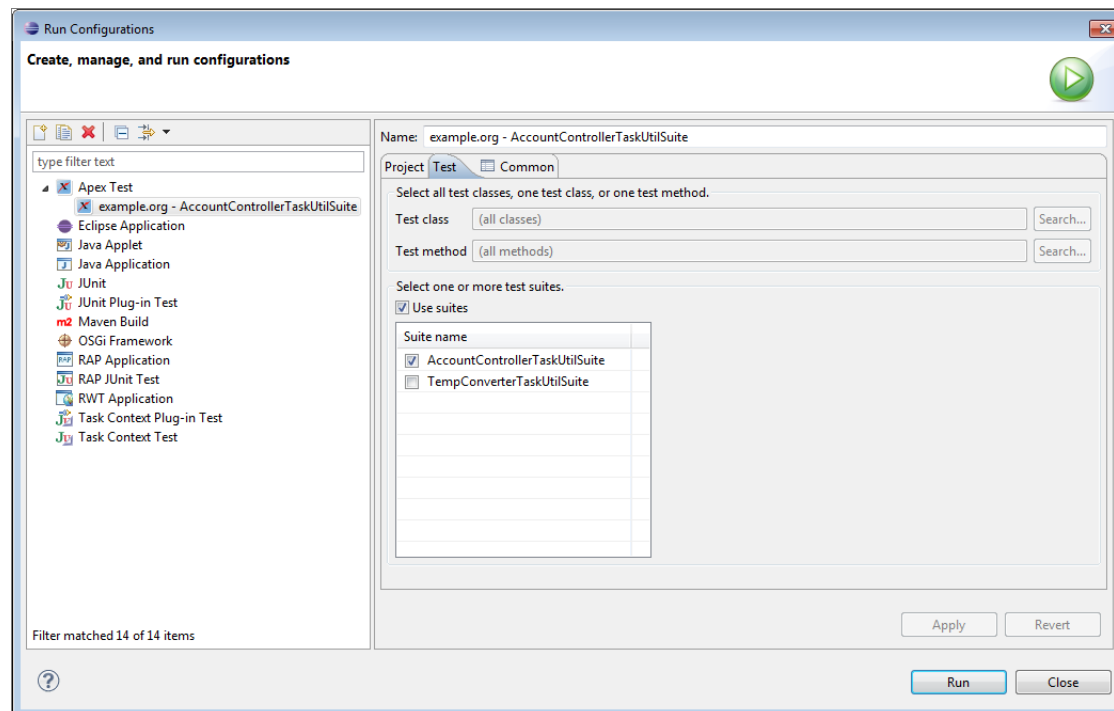 Run Configurations
Create, manage, and run configurations
type filter text
Apex Test
example.org - AccountControllerTaskUtilSuite
Eclipse Application
Java Applet
Java Application
JUnit
JUnit Plug-in Test
Maven Build
OSGi Framework
RAP Application
RAP JUnit Test
RWT Application
Task Context Plug-in Test
Task Context Test
Filter matched 14 of 14 items
Name: example.org - AccountControllerTaskUtilSuite
Project Test Common
Select all test classes, one test class, or one test method.
Test class (all classes) Search...
Test method (all methods) Search...
Select one or more test suites.
Use suites
Suite name
AccountControllerTaskUtilSuite
TempConverterTaskUtilSuite
Apply Revert
Run Close